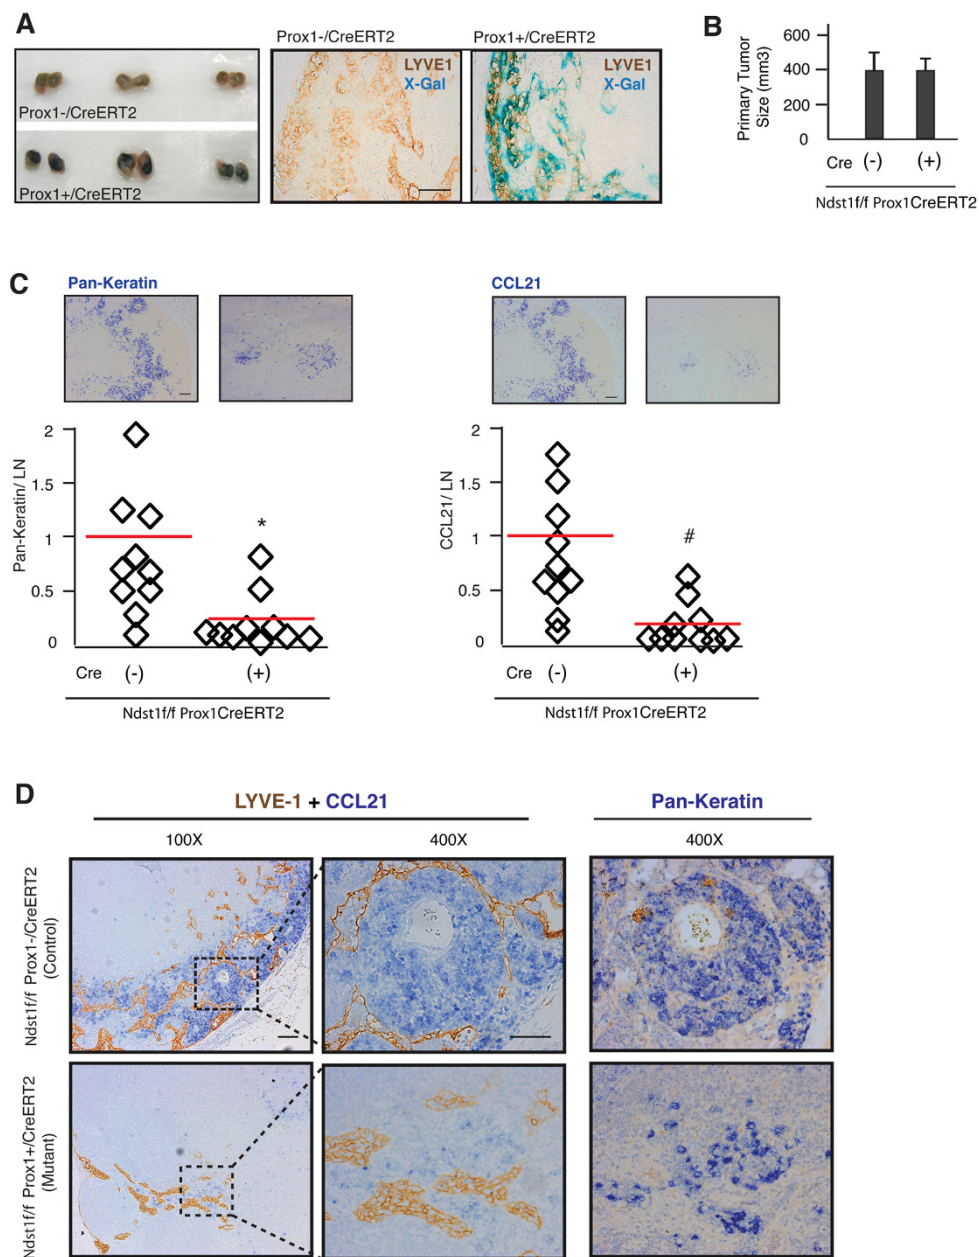 A
Prox1-/CreERT2
Prox1+/CreERT2
Prox1-/CreERT2
LYVE1
X-Gal
Prox1+/CreERT2
LYVE1
X-Gal
B
Primary Tumor
Size (mm3)
600
400
200
0
Cre (-) (+)
Ndst1f/f Prox1CreERT2
C
Pan-Keratin
Pan-Keratin/ LN
2
1.5
1
0.5
0
*
Cre (-) (+)
Ndst1f/f Prox1CreERT2
CCL21
CCL21/ LN
2
1.5
1
0.5
0
#
Cre (-) (+)
Ndst1f/f Prox1CreERT2
D
LYVE-1 + CCL21
Pan-Keratin
100X 400X 400X
Ndst1f/f Prox1-/CreERT2
(Control)
Ndst1f/f Prox1+/CreERT2
(Mutant)